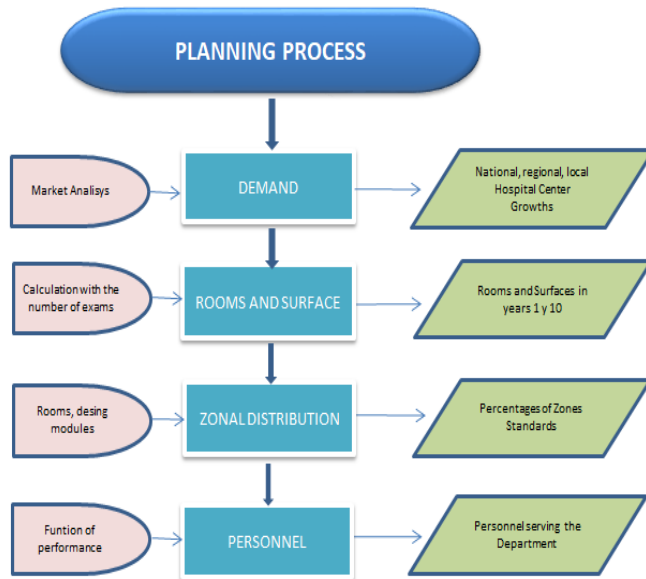 PLANNING PROCESS
Market Analisys
DEMAND
National, regional, local
Hospital Center
Growths
Calculation with the
number of exams
ROOMS AND SURFACE
Rooms and Surfaces in
years 1 y 10
Rooms, desing
modules
ZONAL DISTRIBUTION
Percentages of Zones
Standards
Funtion of
performance
PERSONNEL
Personnel serving the
Department